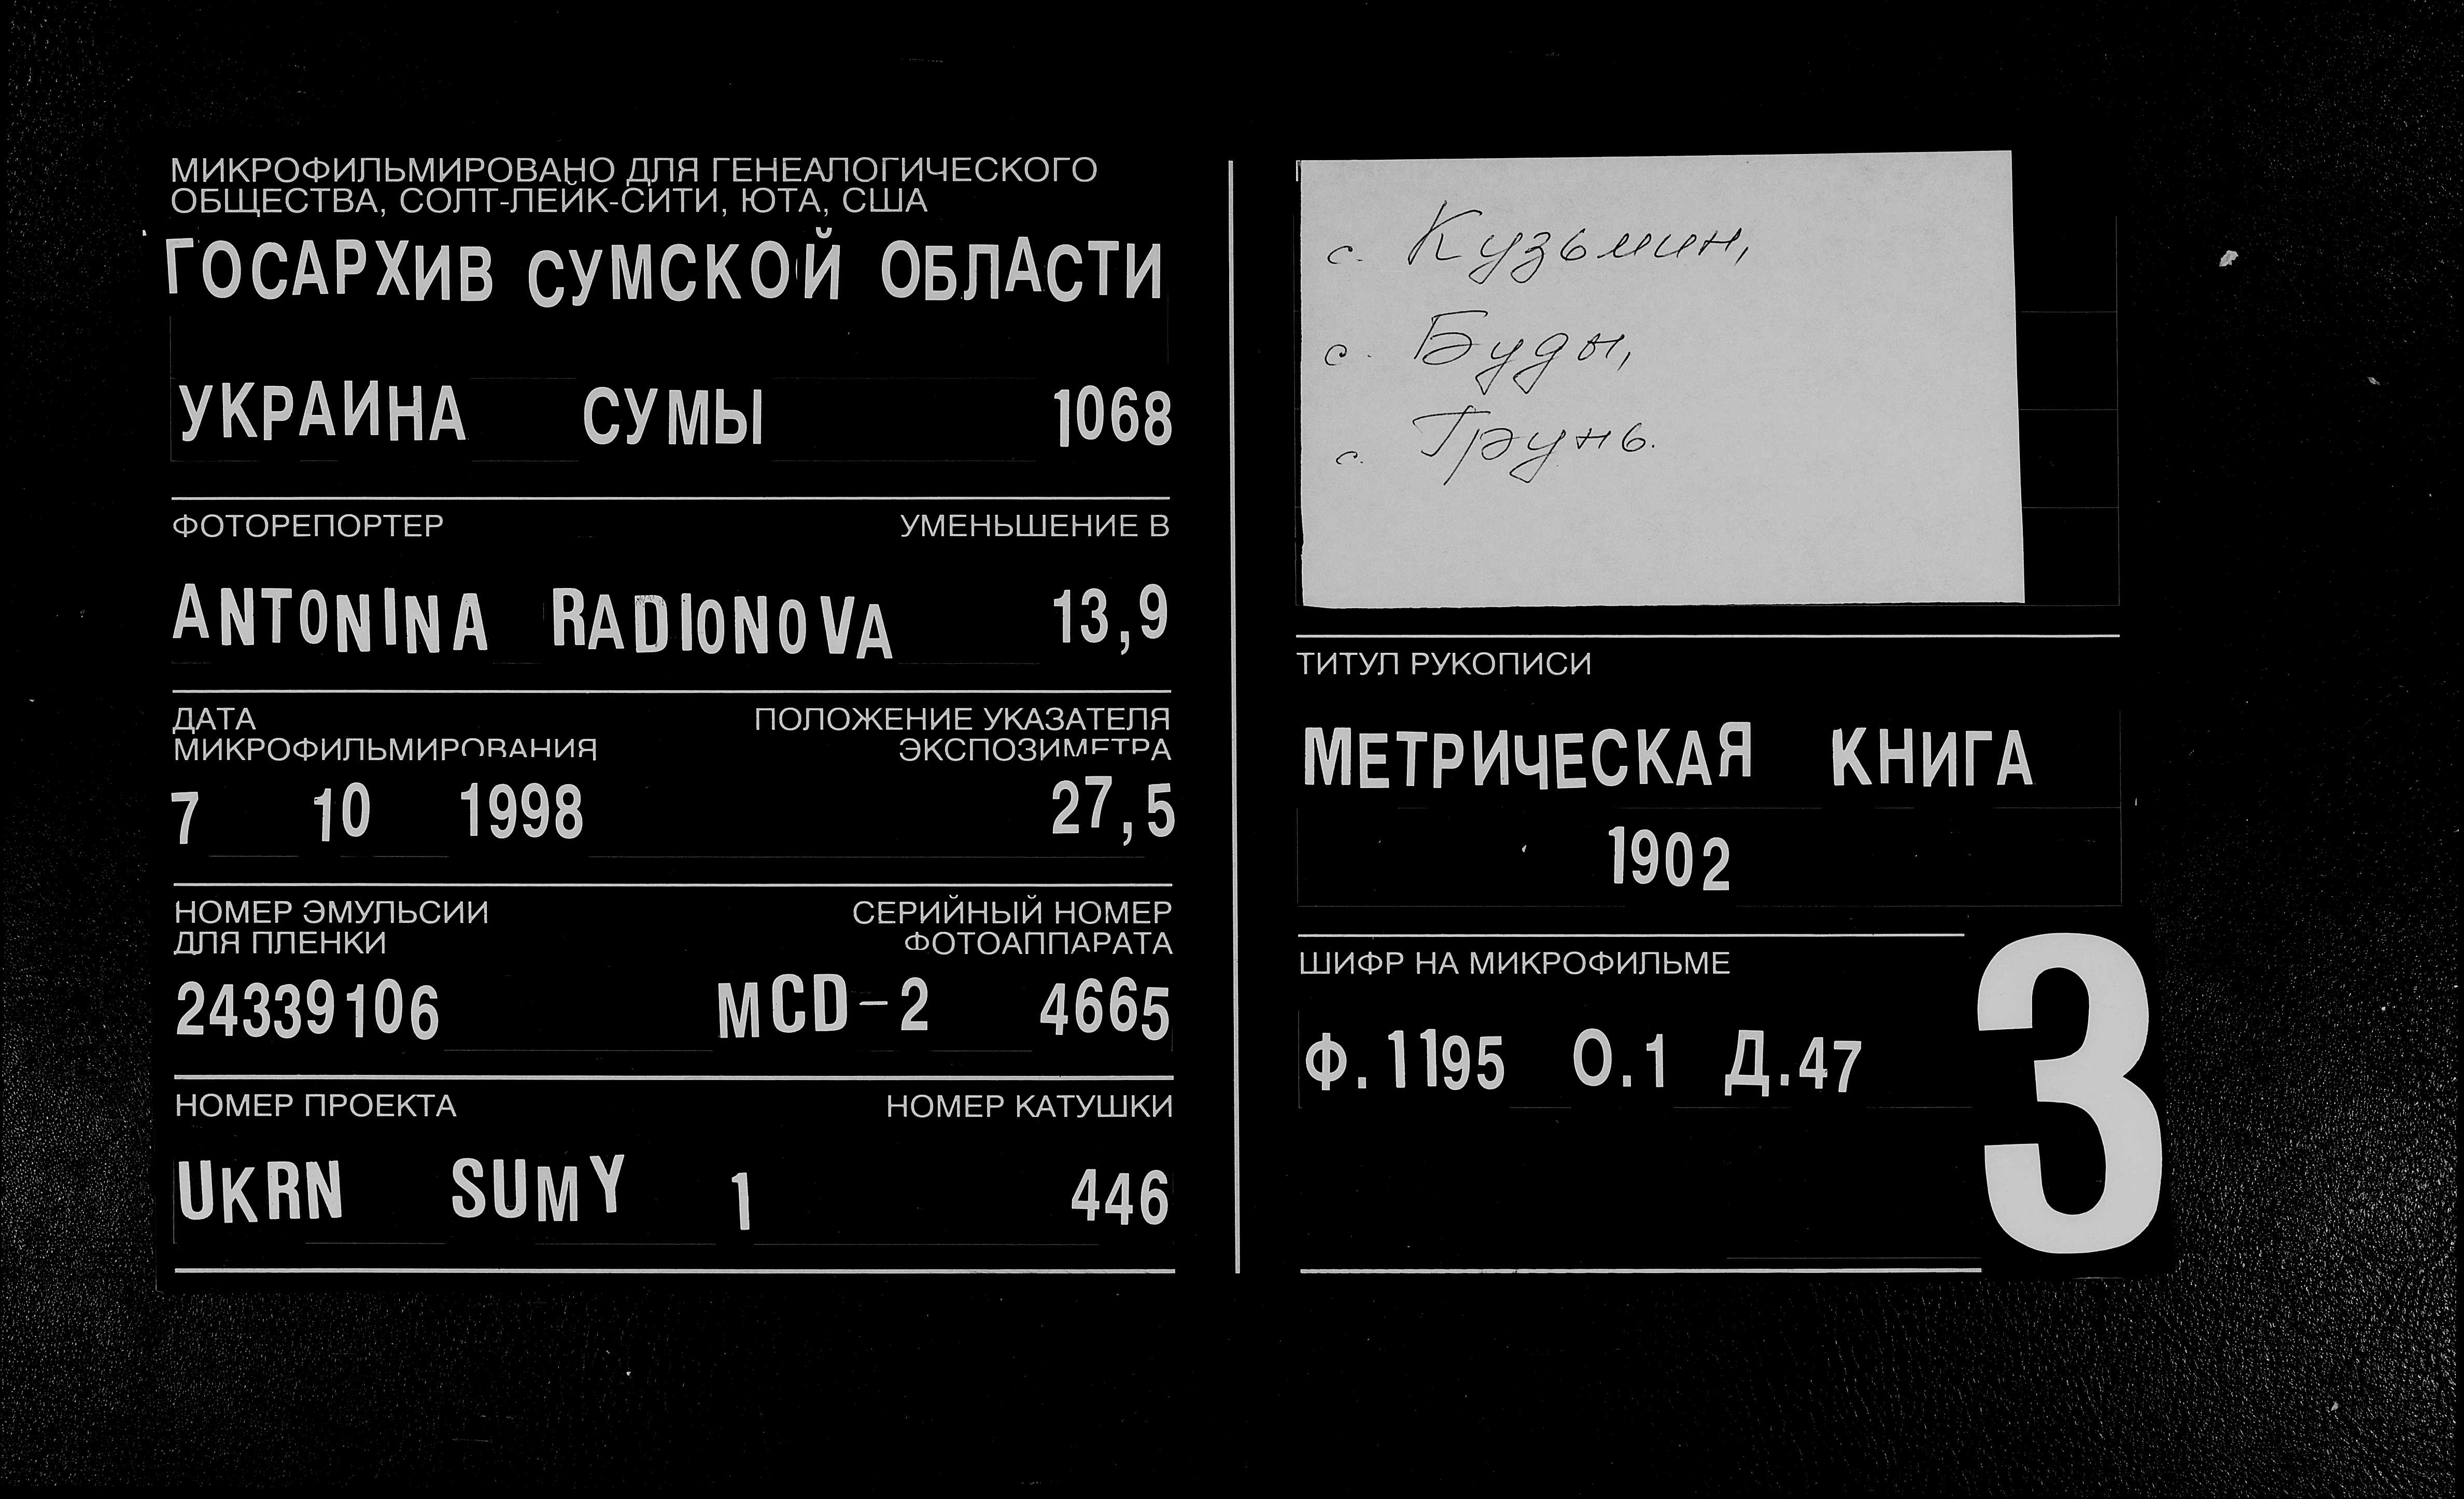 МИКРОФИЛЬМИРОВАНО ДЛЯ ГЕНЕАЛОГИЧЕСКОГО
ОБЩЕСТВА, СОЛТ-ЛЕЙК-СИТИ, ЮТА, США
ГОСАРХИВ СУМСКОЙ ОБЛАСТИ
УКРАИНА СУМЫ 1068
ФОТОРЕПОРТЕР УМЕНЬШЕНИЕ В
ANTONINA RADIONOVA 13,9
ДАТА ПОЛОЖЕНИЕ УКАЗАТЕЛЯ
МИКРОФИЛЬМИРОВАНИЯ ЭКСПОЗИМЕТРА
7 10 1998 27,5
НОМЕР ЭМУЛЬСИИ СЕРИЙНЫЙ НОМЕР
ДЛЯ ПЛЕНКИ ФОТОАППАРАТА
24339106 MCD-2 4665
НОМЕР ПРОЕКТА НОМЕР КАТУШКИ
UKRN SUMY 1 446
с. Кузьмин,
с. Буды,
с. Грунь.
ТИТУЛ РУКОПИСИ
МЕТРИЧЕСКАЯ КНИГА
1902
ШИФР НА МИКРОФИЛЬМЕ
Ф.1195 О.1 Д.47
3